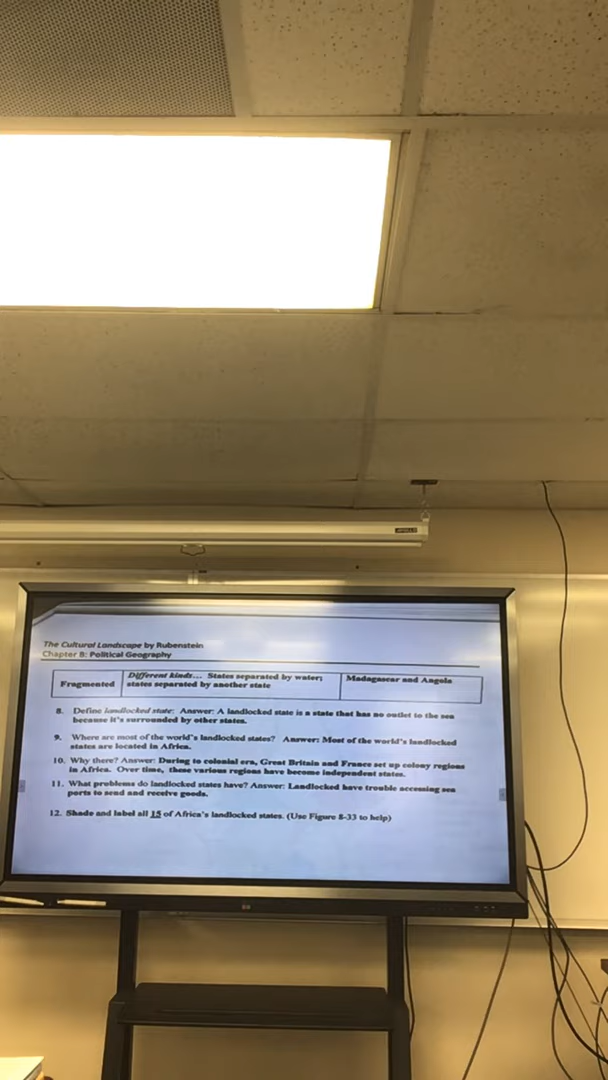 The Cultural Landscape by Rubenstein
Chapter 8: Political Geography
Fragmented
Different kinds... States separated by water;
states separated by another state
Madagascar and Angola
8. Define landlocked state: Answer: A landlocked state is a state that has no outlet to the sea
because it's surrounded by other states.
9. Where are most of the world's landlocked states? Answer: Most of the world's landlocked
states are located in Africa.
10. Why there? Answer: During to colonial era, Great Britain and France set up colony regions
in Africa. Over time, these various regions have become independent states.
11. What problems do landlocked states have? Answer: Landlocked have trouble accessing sea
ports to send and receive goods.
12. Shade and label all 15 of Africa's landlocked states. (Use Figure 8-33 to help)